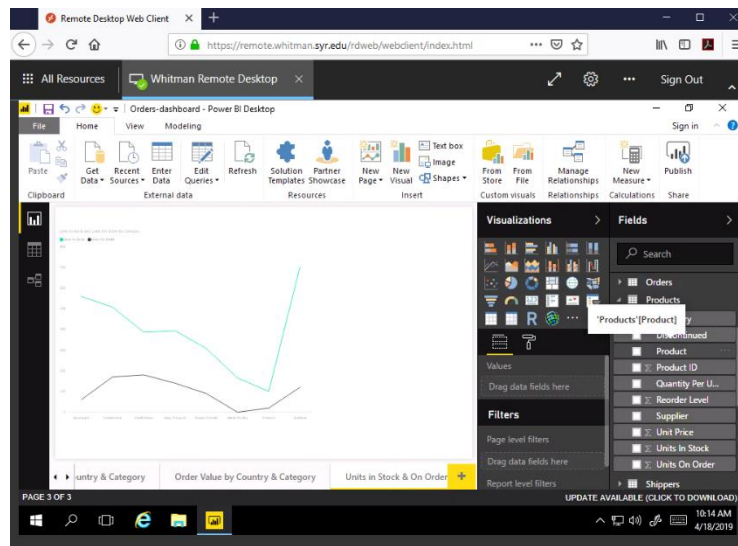 Remote Desktop Web Client
https://remote.whitman.syr.edu/rdweb/webclient/index.html
All Resources
Whitman Remote Desktop
Sign Out
Orders-dashboard - Power BI Desktop
File Home View Modeling
Sign in
Paste
Get Data
Recent Sources
Enter Data
Edit Queries
Refresh
Solution Templates
Partner Showcase
New Page
New Visual
Text box
Image
Shapes
From Store
From File
Manage Relationships
New Measure
Publish
Clipboard External data Resources Insert Custom visuals Relationships Calculations Share
Visualizations
Fields
Search
Orders
Products
'Products'[Product]
Discontinued
Product
Product ID
Quantity Per U...
Reorder Level
Supplier
Unit Price
Units In Stock
Units On Order
Shippers
R
Values
Drag data fields here
Filters
Page level filters
Drag data fields here
Report level filters
untry & Category
Order Value by Country & Category
Units in Stock & On Order
PAGE 3 OF 3
UPDATE AVAILABLE (CLICK TO DOWNLOAD)
10:14 AM
4/18/2019